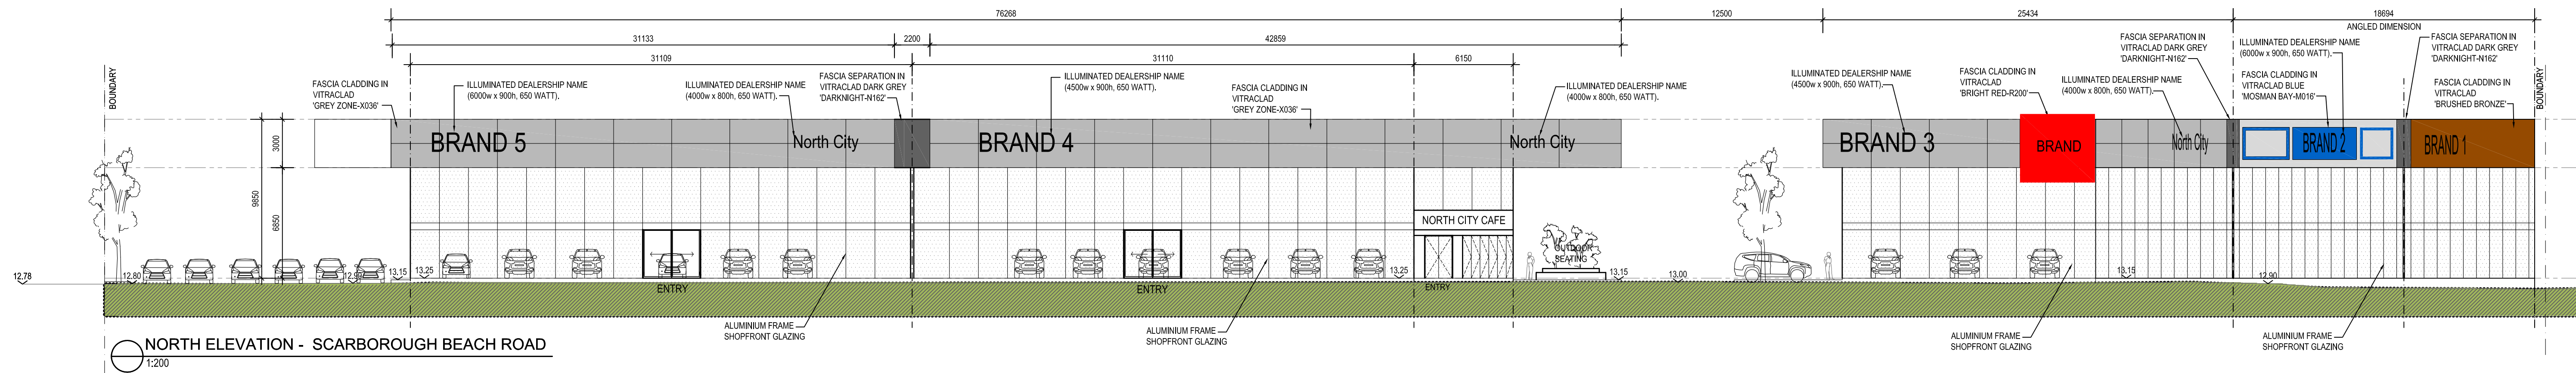 76268
12500
25434
18694
ANGLED DIMENSION
31133
2200
42859
31109
31110
6150
BOUNDARY
FASCIA CLADDING IN
VITRACLAD
'GREY ZONE-X036'
ILLUMINATED DEALERSHIP NAME
(6000w x 900h, 650 WATT).
ILLUMINATED DEALERSHIP NAME
(4000w x 800h, 650 WATT).
FASCIA SEPARATION IN
VITRACLAD DARK GREY
'DARKNIGHT-N162'
ILLUMINATED DEALERSHIP NAME
(4500w x 900h, 650 WATT).
FASCIA CLADDING IN
VITRACLAD
'GREY ZONE-X036'
ILLUMINATED DEALERSHIP NAME
(4000w x 800h, 650 WATT).
ILLUMINATED DEALERSHIP NAME
(4500w x 900h, 650 WATT).
FASCIA CLADDING IN
VITRACLAD
'BRIGHT RED-R200'
FASCIA SEPARATION IN
VITRACLAD DARK GREY
'DARKNIGHT-N162'
ILLUMINATED DEALERSHIP NAME
(4000w x 800h, 650 WATT).
ILLUMINATED DEALERSHIP NAME
(6000w x 900h, 650 WATT).
FASCIA CLADDING IN
VITRACLAD BLUE
'MOSMAN BAY-M016'
FASCIA SEPARATION IN
VITRACLAD DARK GREY
'DARKNIGHT-N162'
FASCIA CLADDING IN
VITRACLAD
'BRUSHED BRONZE'
BOUNDARY
BRAND 5
North City
BRAND 4
North City
BRAND 3
BRAND
North City
BRAND 2
BRAND 1
3000
9850
6850
NORTH CITY CAFE
OUTDOOR
SEATING
12.78
12.80
13.15
13.25
13.25
13.15
13.00
13.15
12.90
ENTRY
ENTRY
ENTRY
ALUMINIUM FRAME
SHOPFRONT GLAZING
ALUMINIUM FRAME
SHOPFRONT GLAZING
ALUMINIUM FRAME
SHOPFRONT GLAZING
ALUMINIUM FRAME
SHOPFRONT GLAZING
NORTH ELEVATION - SCARBOROUGH BEACH ROAD
1:200